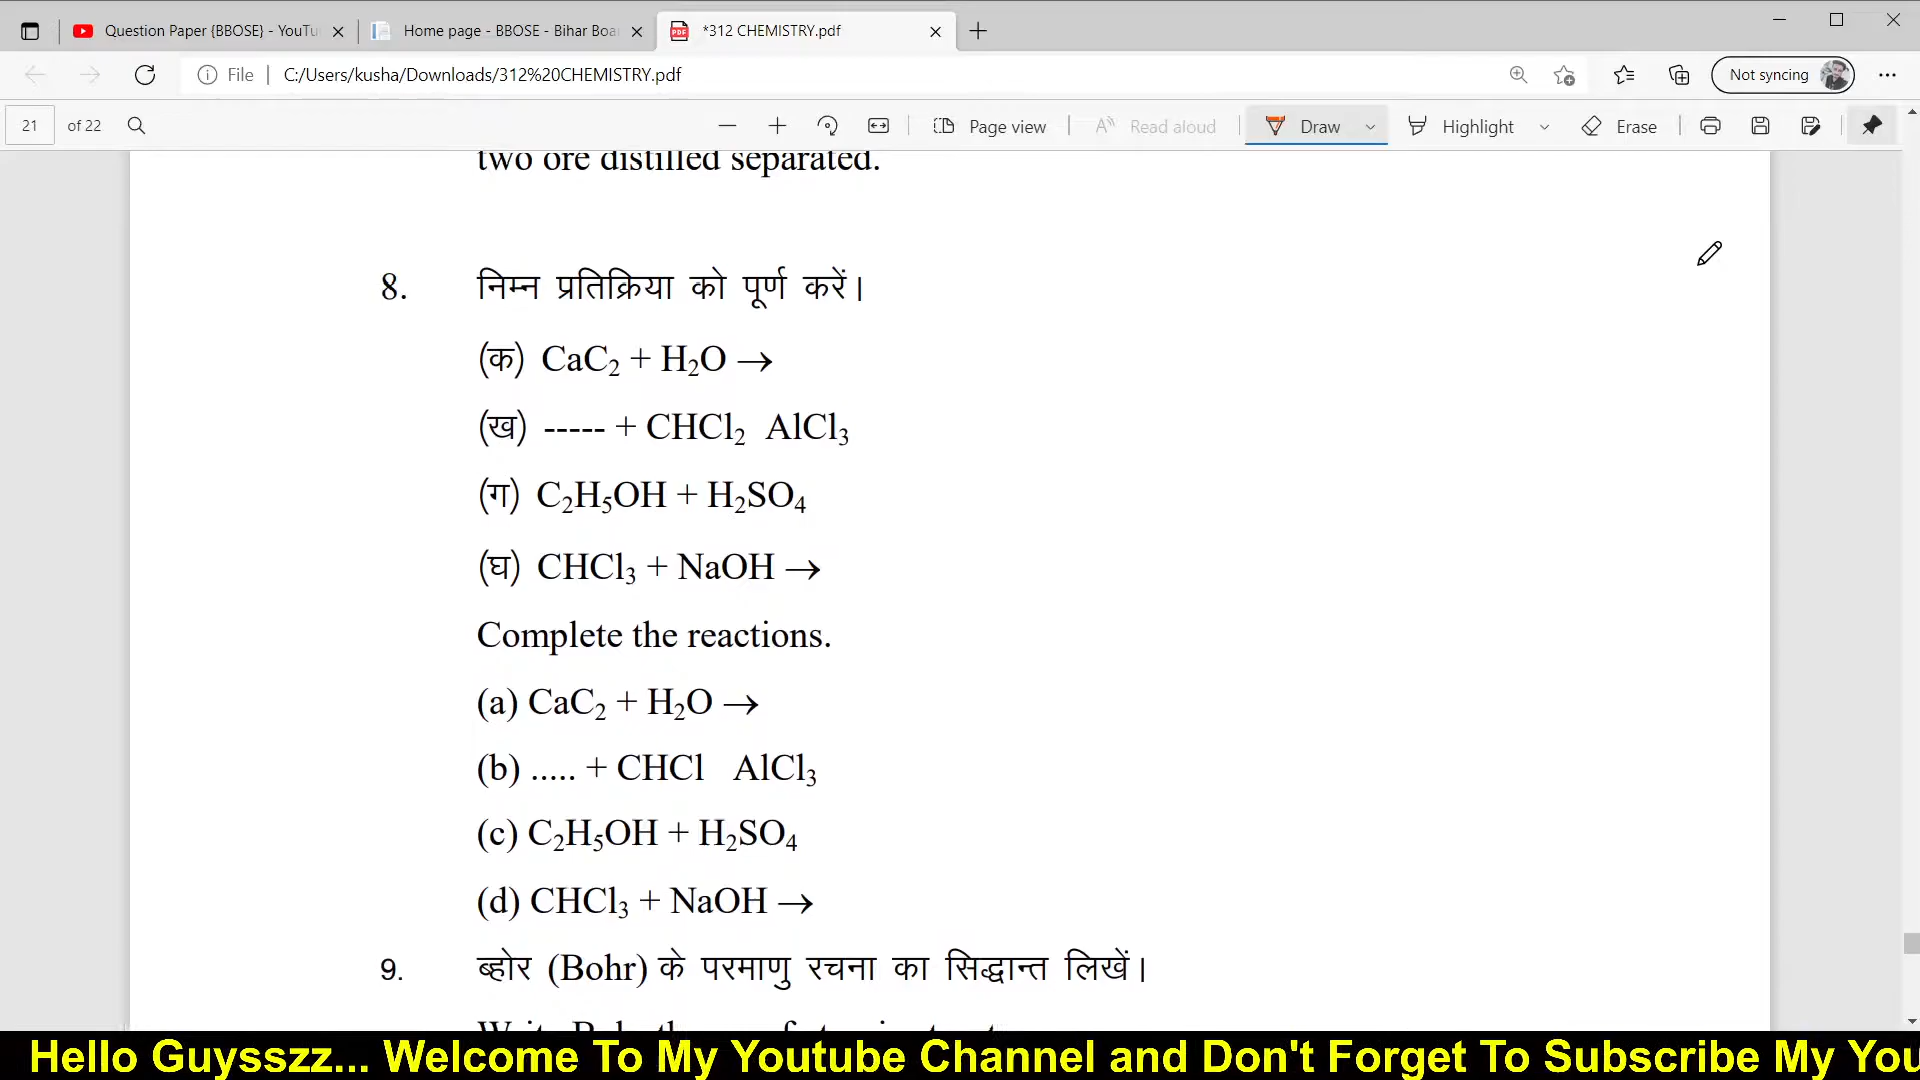 Question Paper {BBOSE} - YouTu
Home page - BBOSE - Bihar Boa
*312 CHEMISTRY.pdf
File
C:/Users/kusha/Downloads/312%20CHEMISTRY.pdf
Not syncing
21 of 22
Page view
Read aloud
Draw
Highlight
Erase
two ore distilled separated.
8. निम्न प्रतिक्रिया को पूर्ण करें।
(क) CaC₂ + H₂O →
(ख) ----- + CHCl₂ AlCl₃
(ग) C₂H₅OH + H₂SO₄
(घ) CHCl₃ + NaOH →
Complete the reactions.
(a) CaC₂ + H₂O →
(b) ..... + CHCl AlCl₃
(c) C₂H₅OH + H₂SO₄
(d) CHCl₃ + NaOH →
9. ब्होर (Bohr) के परमाणु रचना का सिद्धान्त लिखें।
Hello Guysszz... Welcome To My Youtube Channel and Don't Forget To Subscribe My You